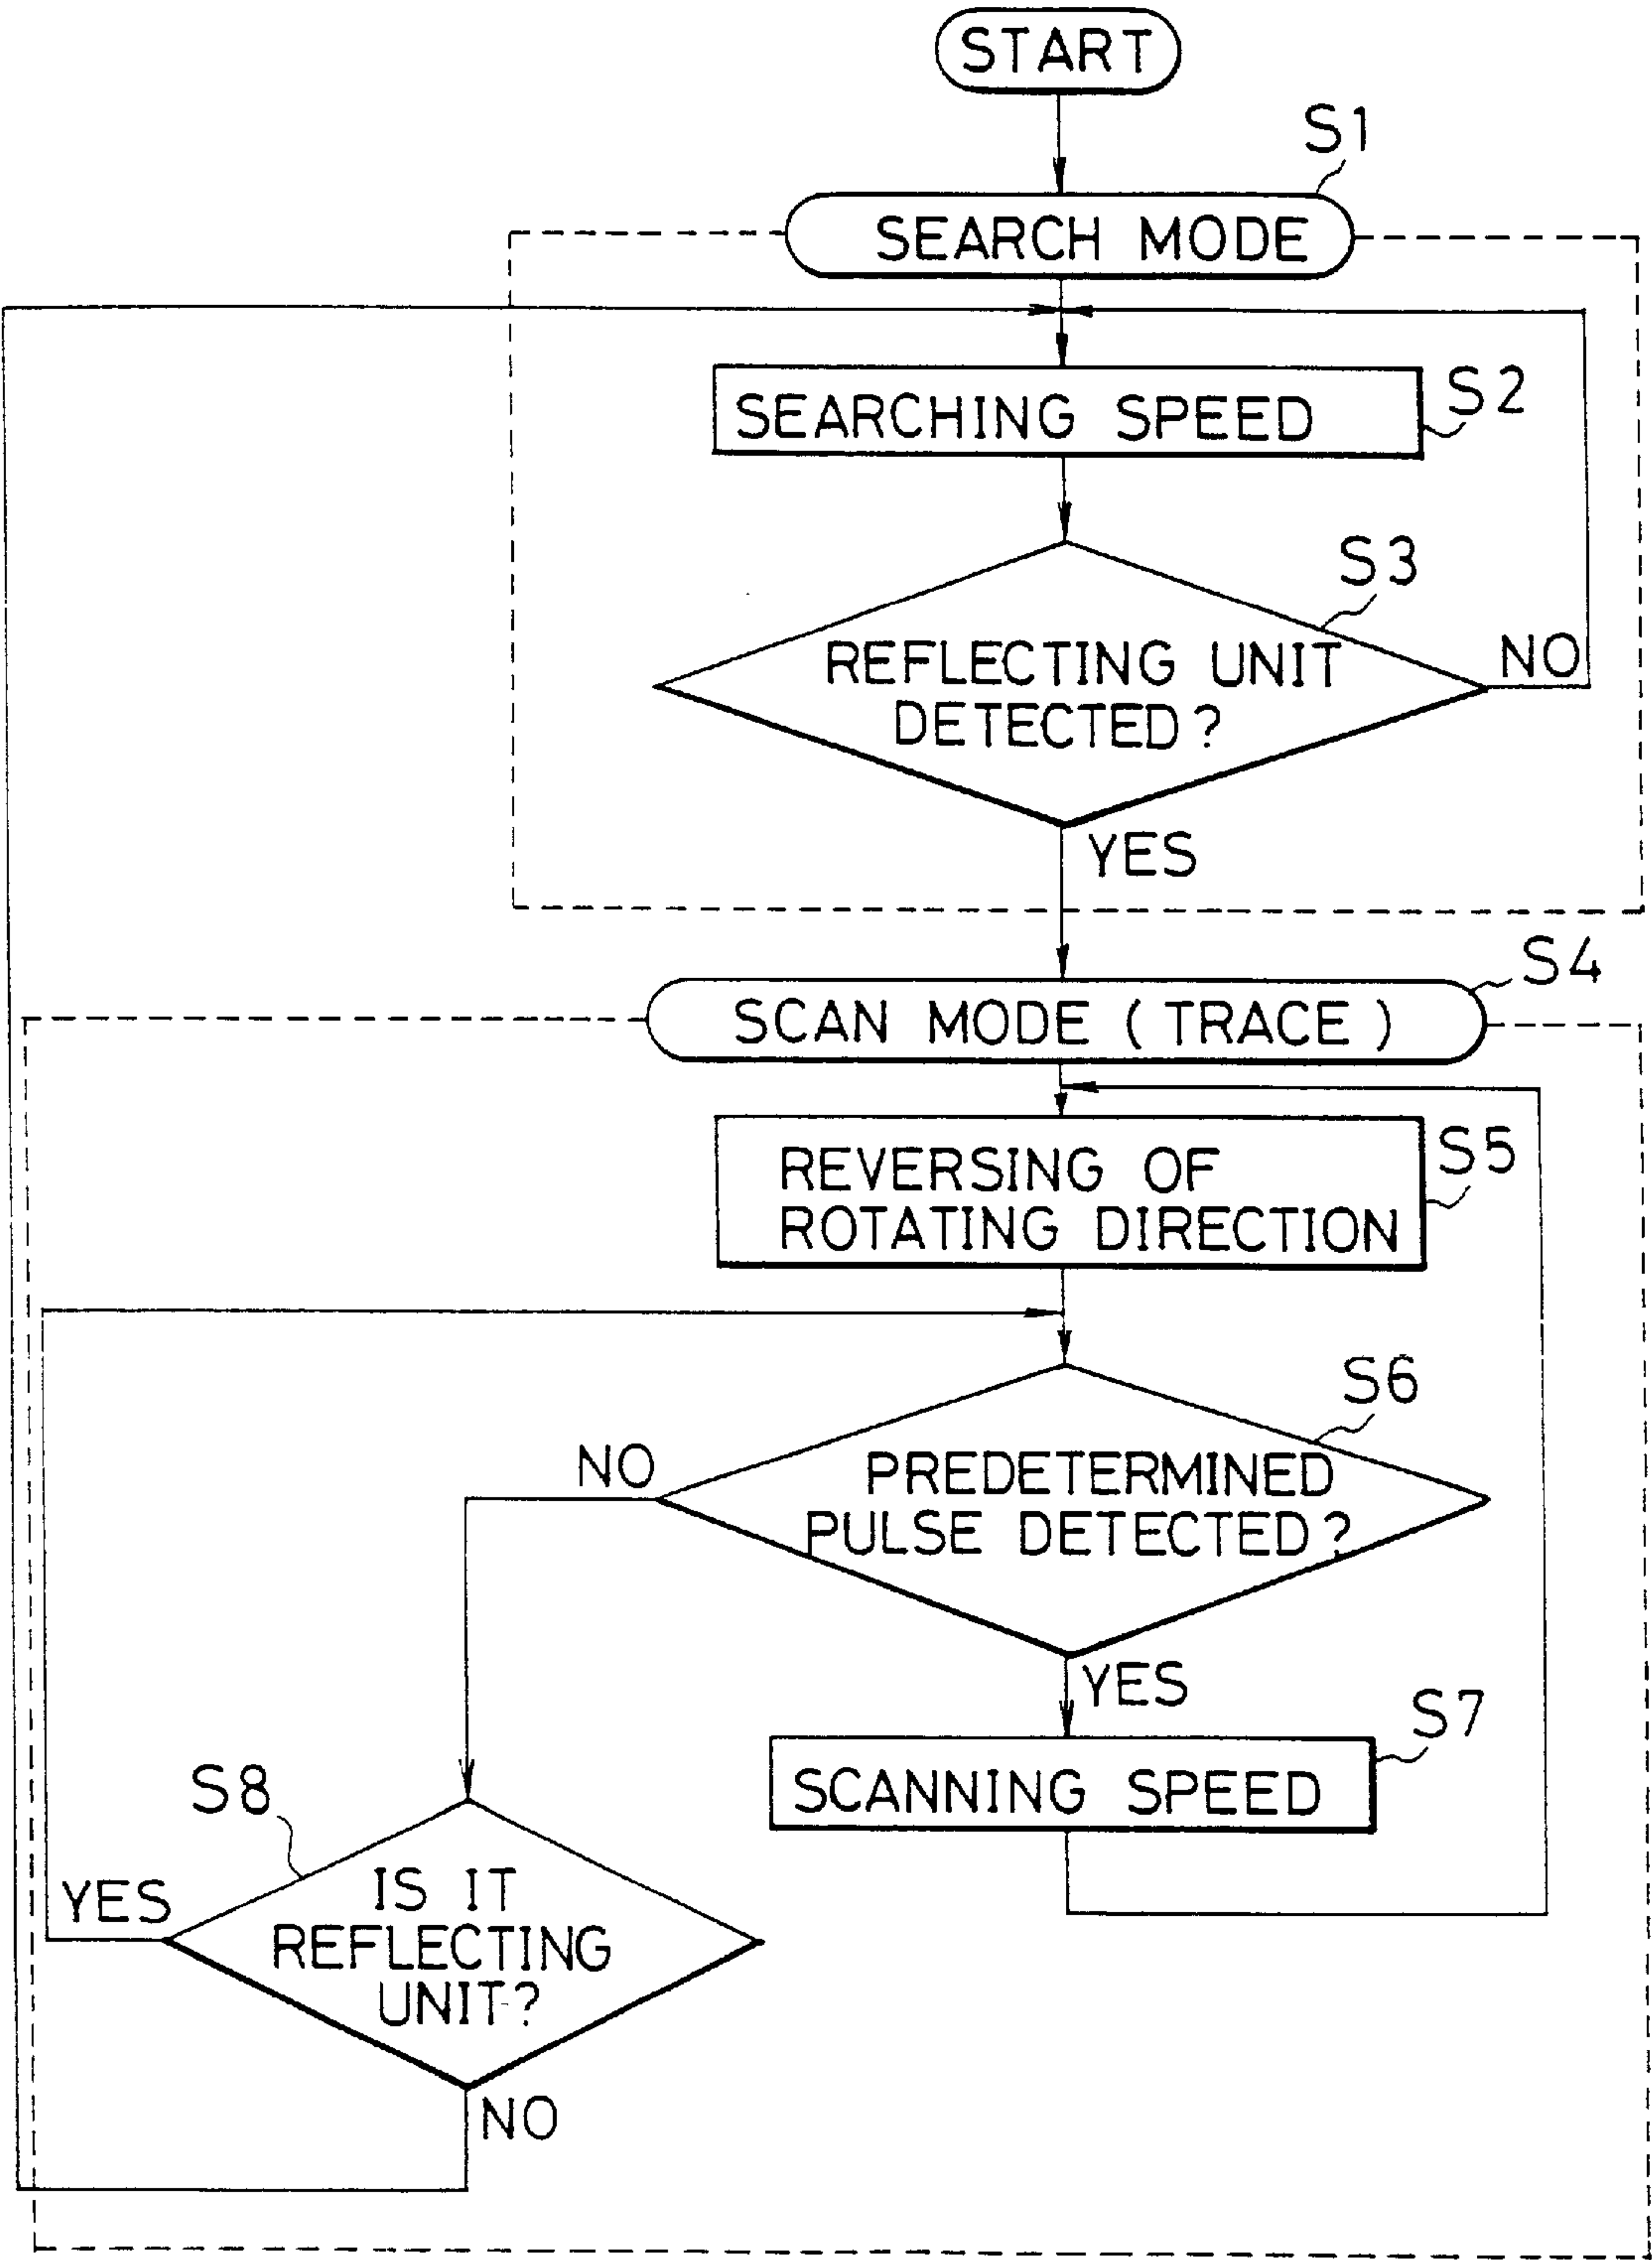 START
S1
SEARCH MODE
SEARCHING SPEED
S2
S3
REFLECTING UNIT
DETECTED?
NO
YES
S4
SCAN MODE (TRACE)
REVERSING OF
ROTATING DIRECTION
S5
S6
NO
PREDETERMINED
PULSE DETECTED?
YES
S7
SCANNING SPEED
S8
YES
IS IT
REFLECTING
UNIT?
NO